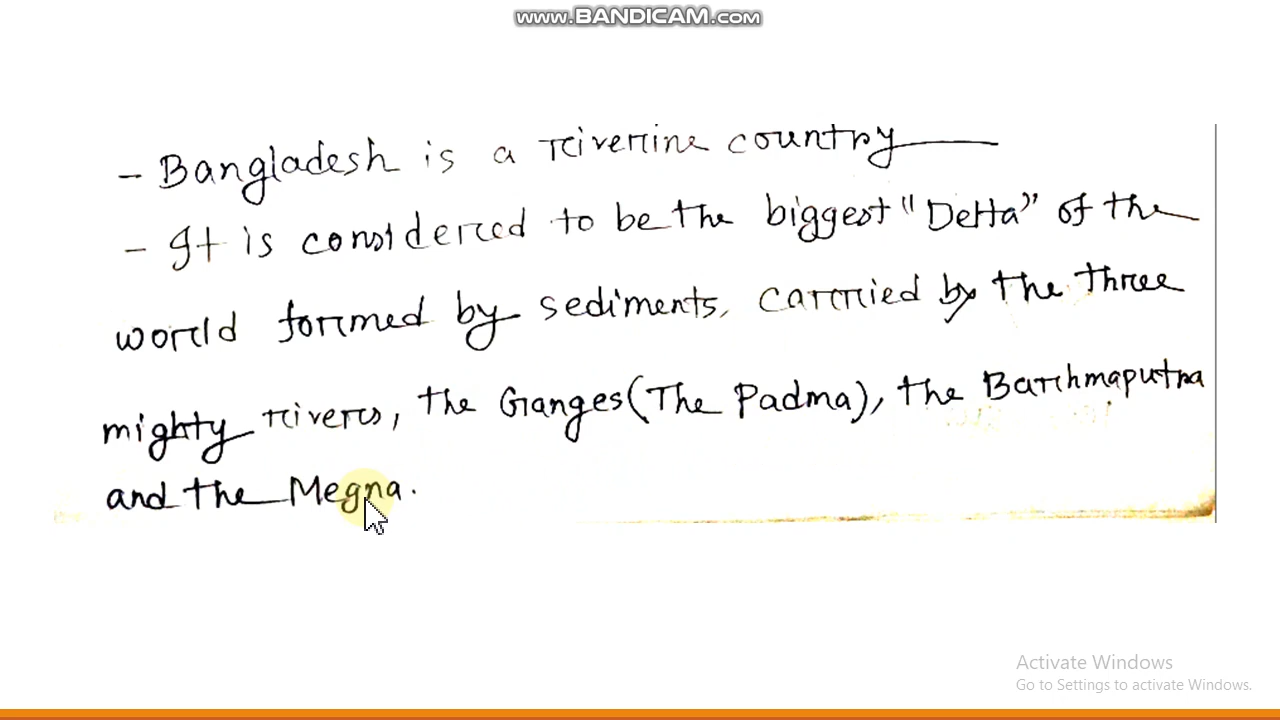 www.BANDICAM.com
- Bangladesh is a riverine country
- It is considered to be the biggest "Delta" of the
world formed by sediments, carried by the three
mighty rivers, the Ganges (The Padma), the Barhmaputra
and the Megna.
Activate Windows
Go to Settings to activate Windows.